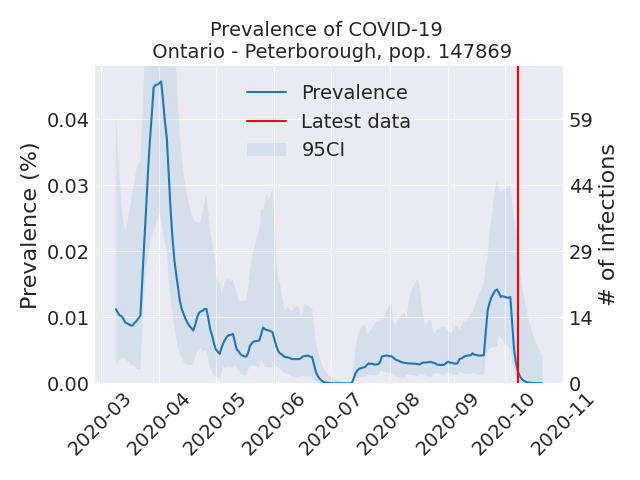 Prevalence of COVID-19
Ontario - Peterborough, pop. 147869
Prevalence
Latest data
95CI
Prevalence (%)
0.04
0.03
0.02
0.01
0.00
# of infections
59
44
29
14
0
2020-03
2020-04
2020-05
2020-06
2020-07
2020-08
2020-09
2020-10
2020-11